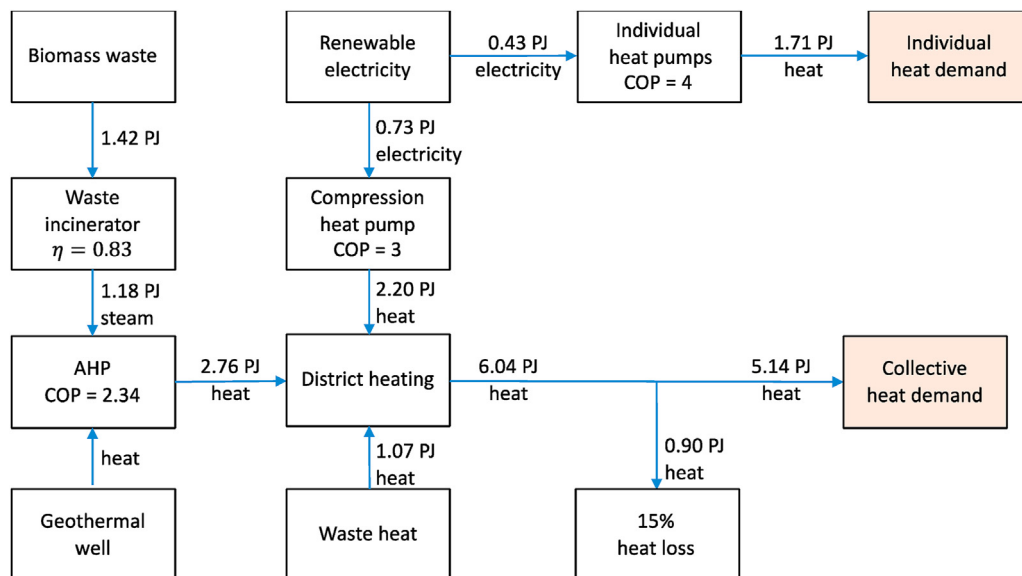 Biomass waste
Renewable
electricity
0.43 PJ
electricity
Individual
heat pumps
COP = 4
1.71 PJ
heat
Individual
heat demand
1.42 PJ
0.73 PJ
electricity
Waste
incinerator
η = 0.83
Compression
heat pump
COP = 3
1.18 PJ
steam
2.20 PJ
heat
AHP
COP = 2.34
2.76 PJ
heat
District heating
6.04 PJ
heat
5.14 PJ
heat
Collective
heat demand
heat
1.07 PJ
heat
0.90 PJ
heat
Geothermal
well
Waste heat
15%
heat loss